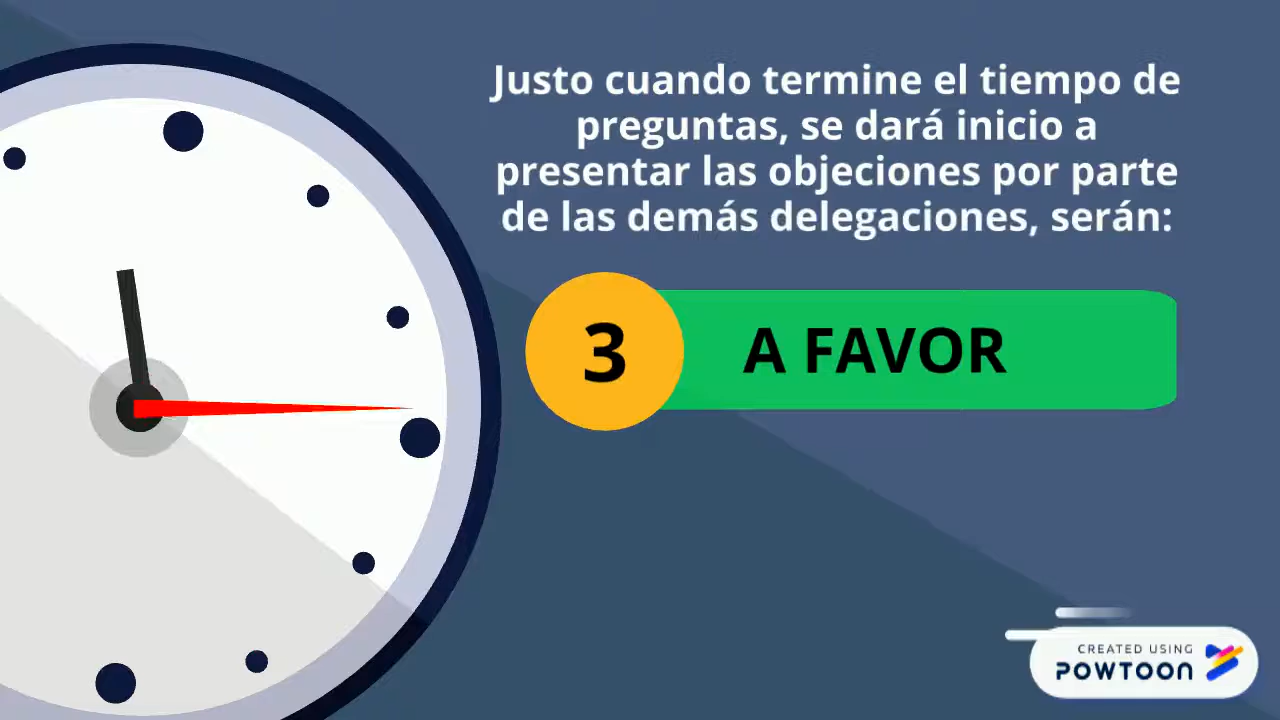 Justo cuando termine el tiempo de
preguntas, se dará inicio a
presentar las objeciones por parte
de las demás delegaciones, serán:
3 A FAVOR
CREATED USING
POWTOON